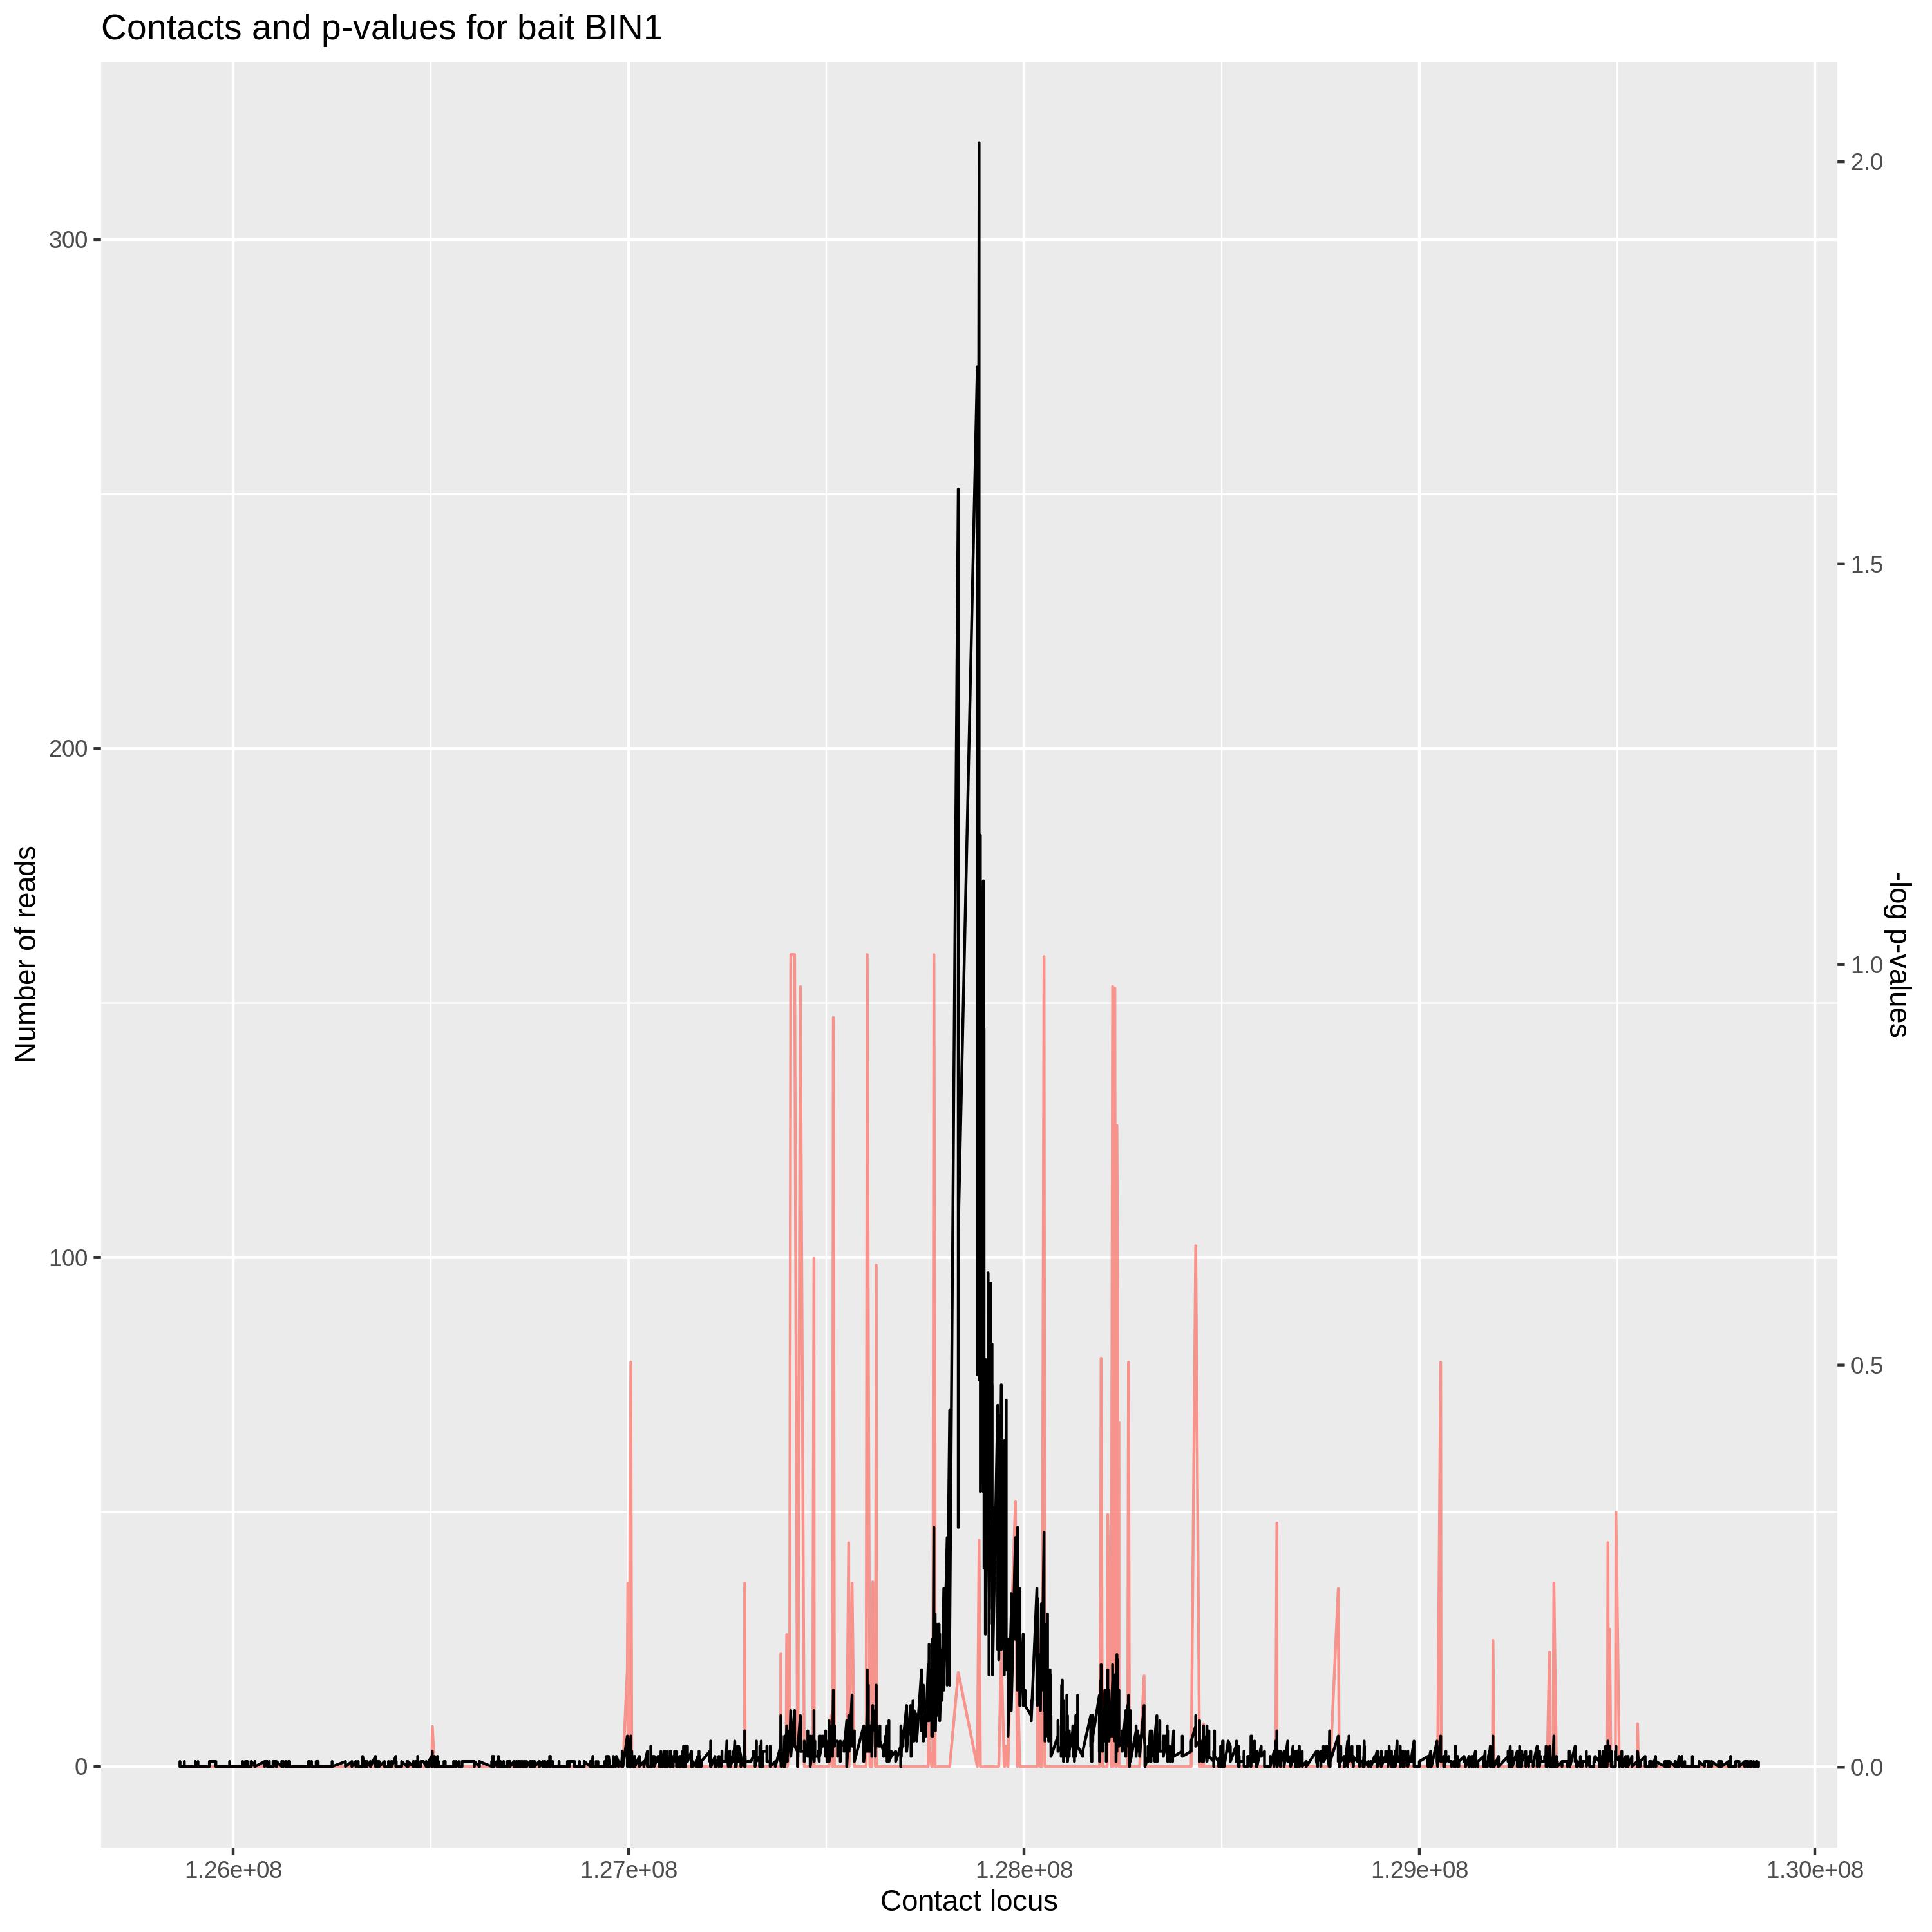 Contacts and p-values for bait BIN1
Number of reads
300
200
100
0
2.0
1.5
1.0
0.5
0.0
-log p-values
1.26e+08
1.27e+08
1.28e+08
1.29e+08
1.30e+08
Contact locus